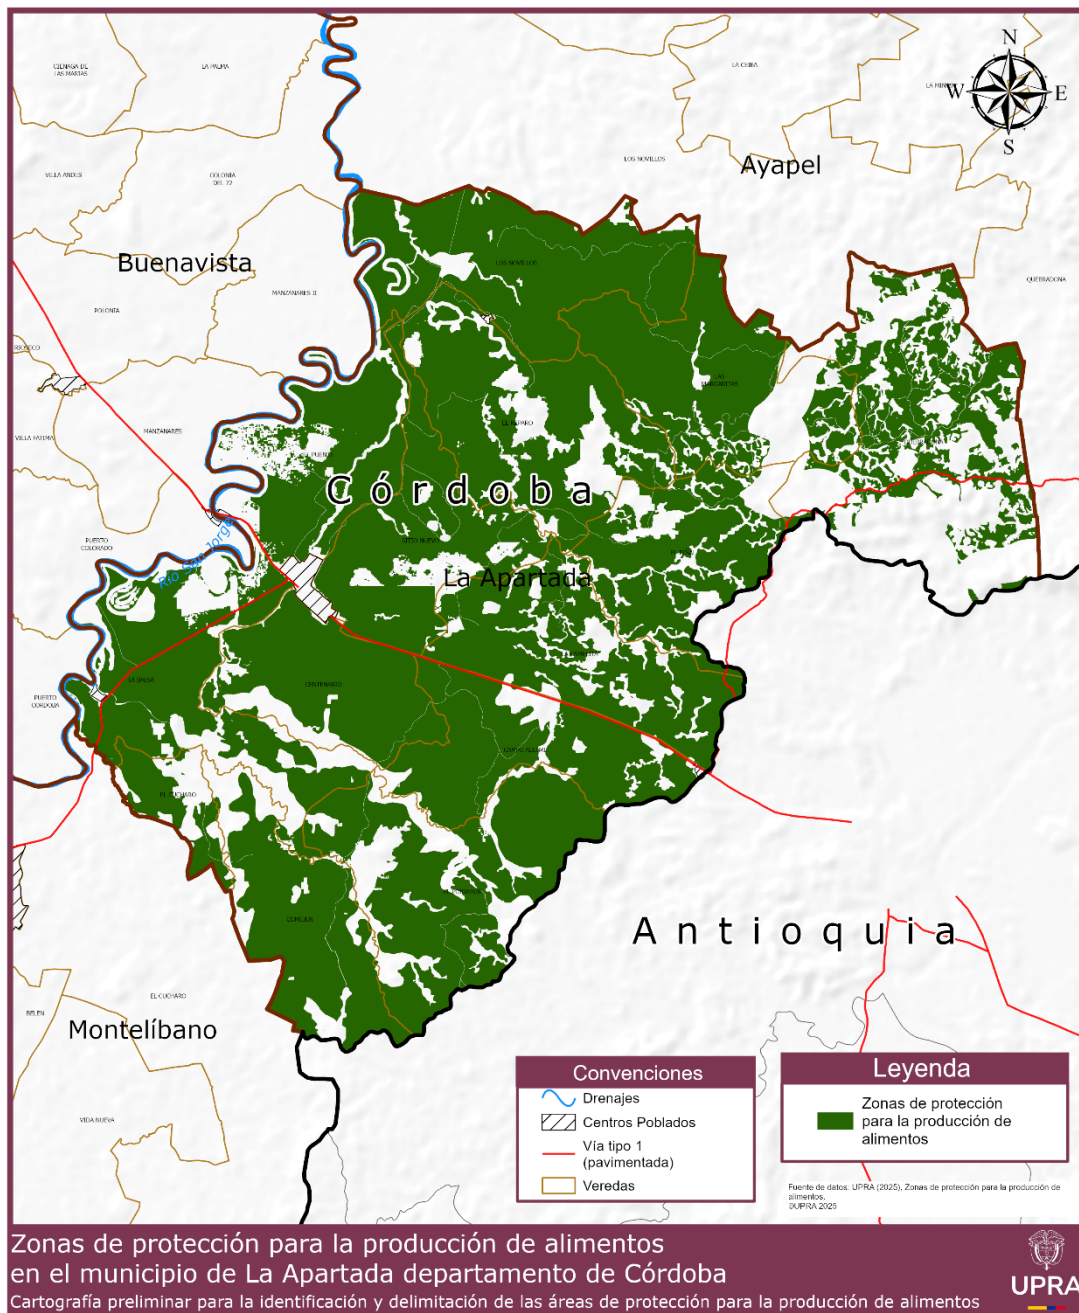 N
W
E
S
CIENAGA DE
LAS MARIAS
LA PALMA
LA CEIBA
LOS NOVILLOS
Ayapel
VILLA ANDES
COLONIA
DEL 72
Buenavista
MANZANARES II
LOS NOVILLOS
QUEBRADONA
POLONIA
RIOSECO
LAS
MARGARITAS
VILLA FATIMA
MANZANARES
EL REPARO
Córdoba
PUERTO
COLORADO
Río San Jorge
SITIO NUEVO
La Apartada
LA BALSA
CENTENARIO
PUERTO
CORDOBA
EL CUCHARO
Antioquia
EL CUCHARO
BELEN
Montelíbano
VIDA NUEVA
Convenciones
Drenajes
Centros Poblados
Vía tipo 1
(pavimentada)
Veredas
Leyenda
Zonas de protección
para la producción de
alimentos
Fuente de datos: UPRA (2025), Zonas de protección para la producción de
alimentos.
©UPRA 2025
Zonas de protección para la producción de alimentos
en el municipio de La Apartada departamento de Córdoba
Cartografía preliminar para la identificación y delimitación de las áreas de protección para la producción de alimentos
UPRA